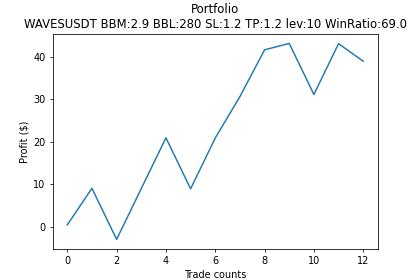 Portfolio
WAVESUSDT BBM:2.9 BBL:280 SL:1.2 TP:1.2 lev:10 WinRatio:69.0
40
30
20
10
0
Profit ($)
0 2 4 6 8 10 12
Trade counts